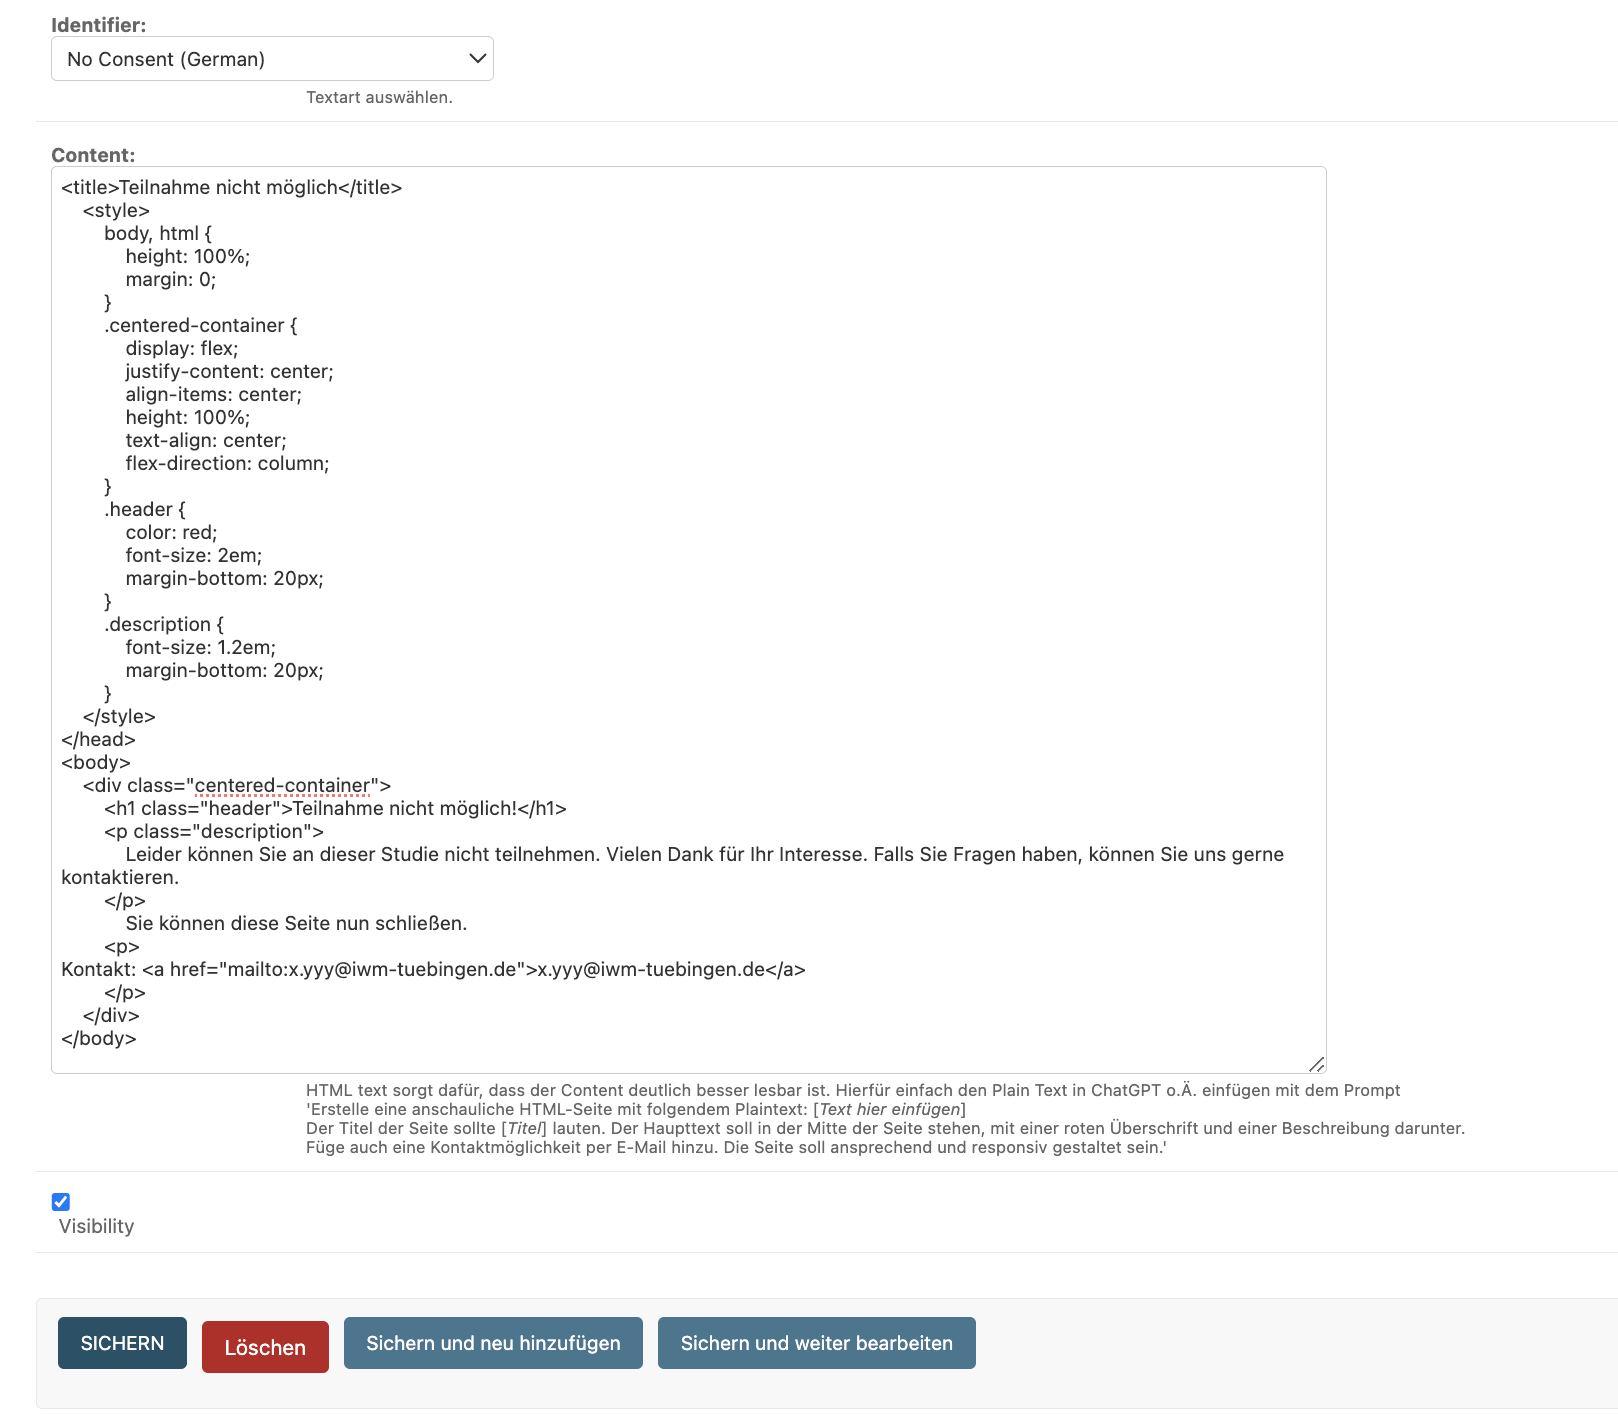 Identifier:
No Consent (German)
Textart auswählen.
Content:
<title>Teilnahme nicht möglich</title>
    <style>
        body, html {
            height: 100%;
            margin: 0;
        }
        .centered-container {
            display: flex;
            justify-content: center;
            align-items: center;
            height: 100%;
            text-align: center;
            flex-direction: column;
        }
        .header {
            color: red;
            font-size: 2em;
            margin-bottom: 20px;
        }
        .description {
            font-size: 1.2em;
            margin-bottom: 20px;
        }
    </style>
</head>
<body>
    <div class="centered-container">
        <h1 class="header">Teilnahme nicht möglich!</h1>
        <p class="description">
            Leider können Sie an dieser Studie nicht teilnehmen. Vielen Dank für Ihr Interesse. Falls Sie Fragen haben, können Sie uns gerne
kontaktieren.
        </p>
            Sie können diese Seite nun schließen.
        <p>
Kontakt: <a href="mailto:x.yyy@iwm-tuebingen.de">x.yyy@iwm-tuebingen.de</a>
        </p>
    </div>
</body>
HTML text sorgt dafür, dass der Content deutlich besser lesbar ist. Hierfür einfach den Plain Text in ChatGPT o.Ä. einfügen mit dem Prompt
'Erstelle eine anschauliche HTML-Seite mit folgendem Plaintext: [Text hier einfügen]
Der Titel der Seite sollte [Titel] lauten. Der Haupttext soll in der Mitte der Seite stehen, mit einer roten Überschrift und einer Beschreibung darunter.
Füge auch eine Kontaktmöglichkeit per E-Mail hinzu. Die Seite soll ansprechend und responsiv gestaltet sein.'
Visibility
SICHERN
Löschen
Sichern und neu hinzufügen
Sichern und weiter bearbeiten